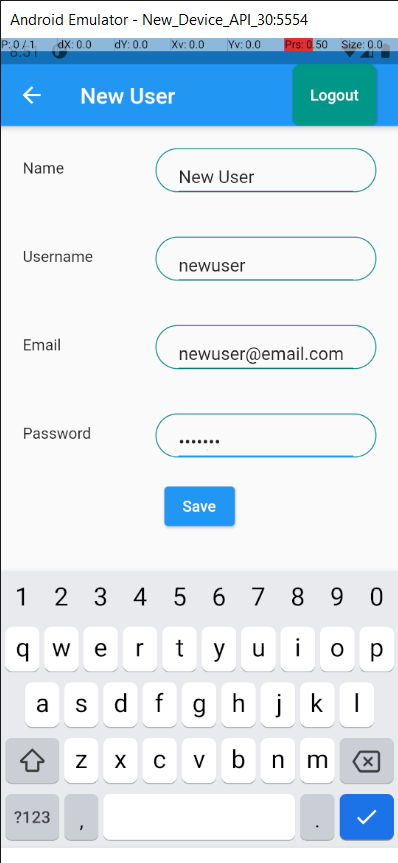 Android Emulator - New_Device_API_30:5554
P: 0 / 1 dX: 0.0 dY: 0.0 Xv: 0.0 Yv: 0.0 Prs: 0.50 Size: 0.0
New User Logout
Name New User
Username newuser
Email newuser@email.com
Password •••••••
Save
1 2 3 4 5 6 7 8 9 0
q w e r t y u i o p
a s d f g h j k l
z x c v b n m
?123 , .